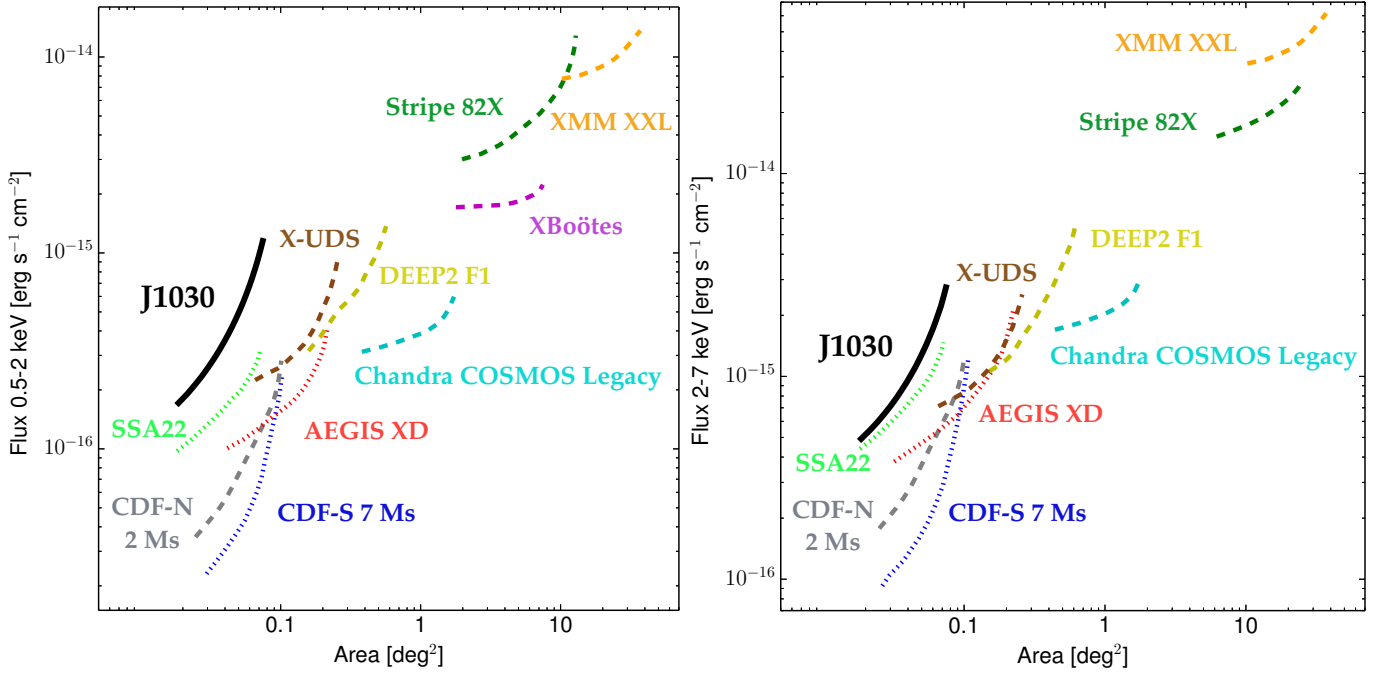 10⁻¹⁴
10⁻¹⁵
10⁻¹⁶
Flux 0.5-2 keV [erg s⁻¹ cm⁻²]
Stripe 82X
XMM XXL
XBoötes
X-UDS
DEEP2 F1
J1030
Chandra COSMOS Legacy
SSA22
AEGIS XD
CDF-N
2 Ms
CDF-S 7 Ms
0.1 1 10
Area [deg²]
10⁻¹⁴
10⁻¹⁵
10⁻¹⁶
Flux 2-7 keV [erg s⁻¹ cm⁻²]
XMM XXL
Stripe 82X
DEEP2 F1
X-UDS
J1030
Chandra COSMOS Legacy
AEGIS XD
SSA22
CDF-N
2 Ms
CDF-S 7 Ms
0.1 1 10
Area [deg²]